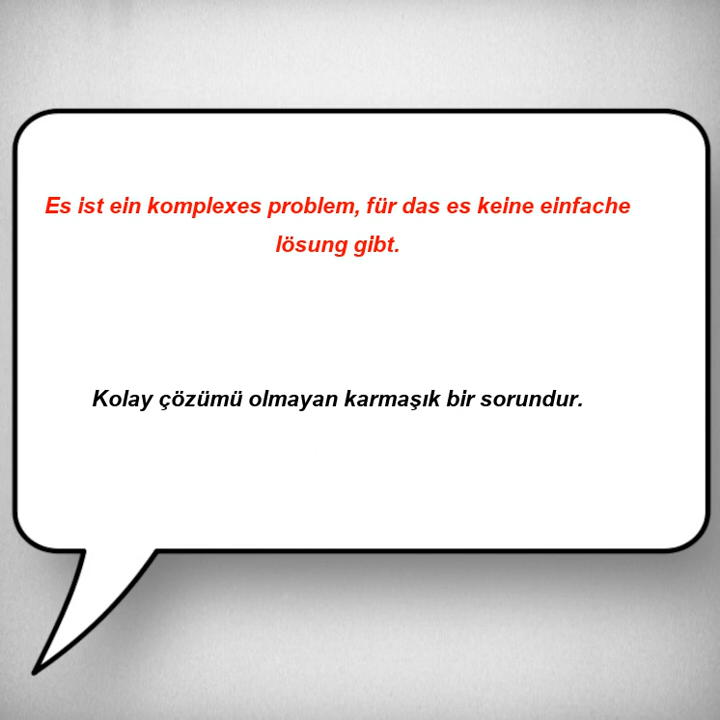 Es ist ein komplexes problem, für das es keine einfache
lösung gibt.
Kolay çözümü olmayan karmaşık bir sorundur.